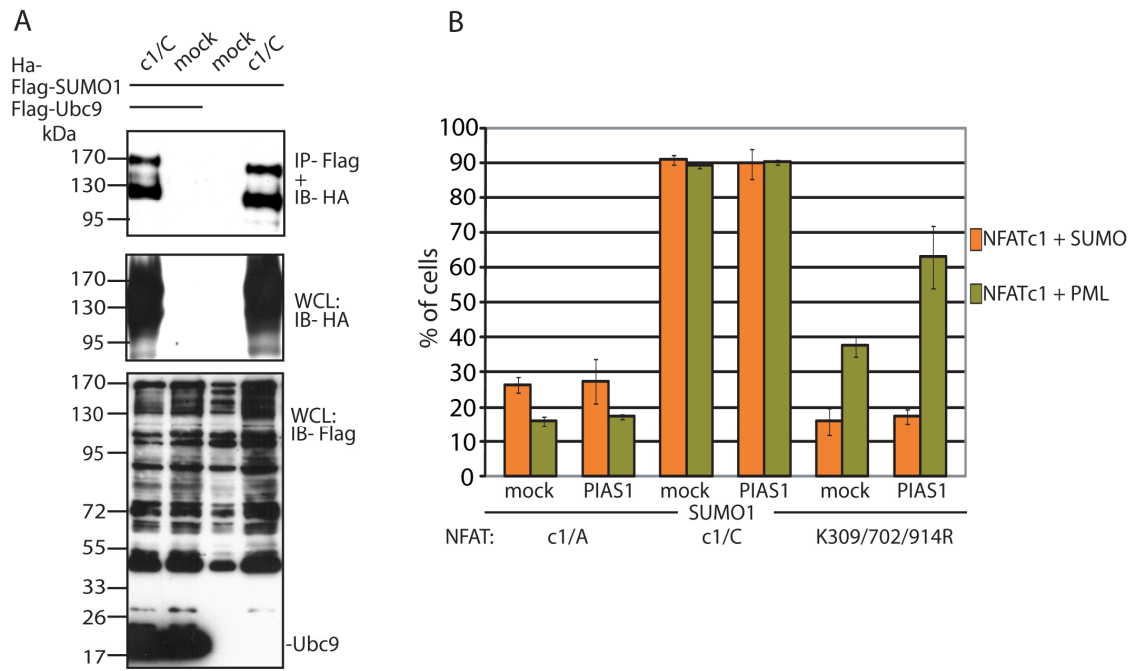 A
c1/C mock mock c1/C
Ha-
Flag-SUMO1
Flag-Ubc9
kDa
170
130
95
IP- Flag
+
IB- HA
170
130
95
WCL:
IB- HA
170
130
95
72
55
33
26
17
WCL:
IB- Flag
-Ubc9
B
% of cells
100
90
80
70
60
50
40
30
20
10
0
NFATc1 + SUMO
NFATc1 + PML
mock PIAS1 mock PIAS1 mock PIAS1
SUMO1
NFAT: c1/A c1/C K309/702/914R